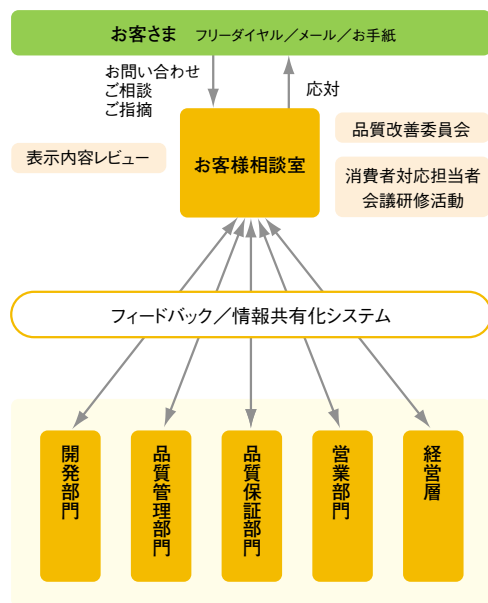 お客さま フリーダイヤル／メール／お手紙
お問い合わせ
ご相談
ご指摘
応対
表示内容レビュー
お客様相談室
品質改善委員会
消費者対応担当者
会議研修活動
フィードバック／情報共有化システム
開発部門
品質管理部門
品質保証部門
営業部門
経営層